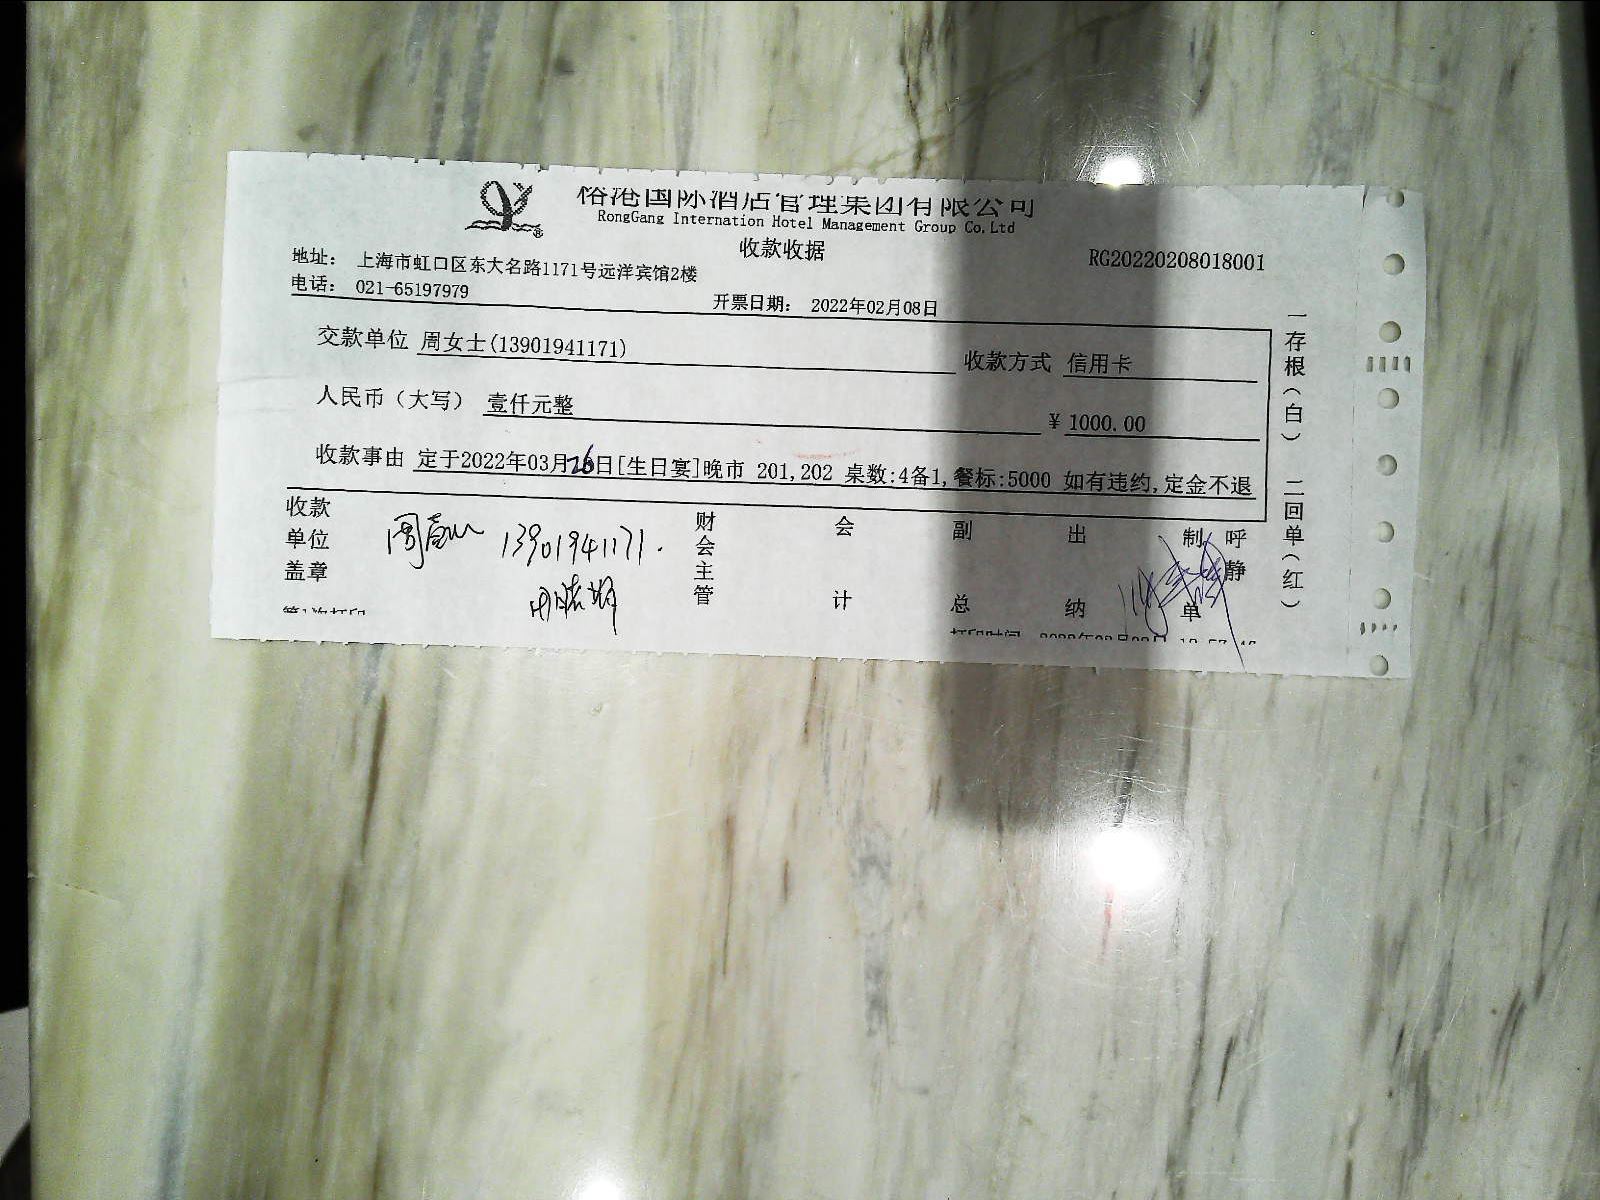 榕港国际酒店管理集团有限公司
RongGang Internation Hotel Management Group Co,Ltd
收款收据
RG20220208018001
地址： 上海市虹口区东大名路1171号远洋宾馆2楼
电话： 021-65197979
开票日期： 2022年02月08日
交款单位 周女士(13901941171) 收款方式 信用卡
人民币（大写） 壹仟元整 ¥ 1000.00
收款事由 定于2022年03月26日[生日宴]晚市 201,202 桌数:4备1,餐标:5000 如有违约,定金不退
收款单位盖章
13901941171.
财会主管
会计
副总
出纳
制单
呼静
第1次打印
一存根（白） 二回单（红）